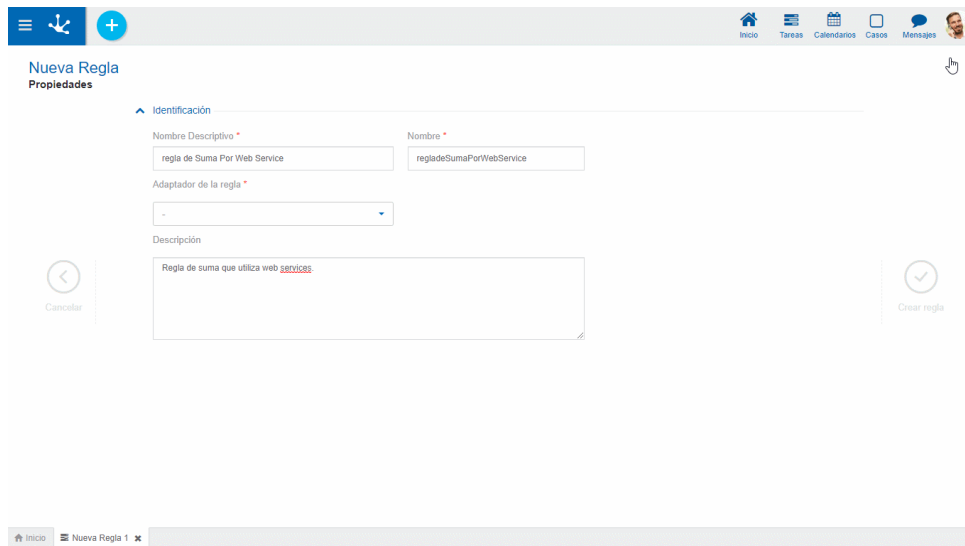 Inicio
Tareas
Calendarios
Casos
Mensajes
Nueva Regla
Propiedades
Identificación
Nombre Descriptivo *
Nombre *
regla de Suma Por Web Service
regladeSumaPorWebService
Adaptador de la regla *
-
Descripción
Regla de suma que utiliza web services.
Cancelar
Crear regla
Inicio
Nueva Regla 1